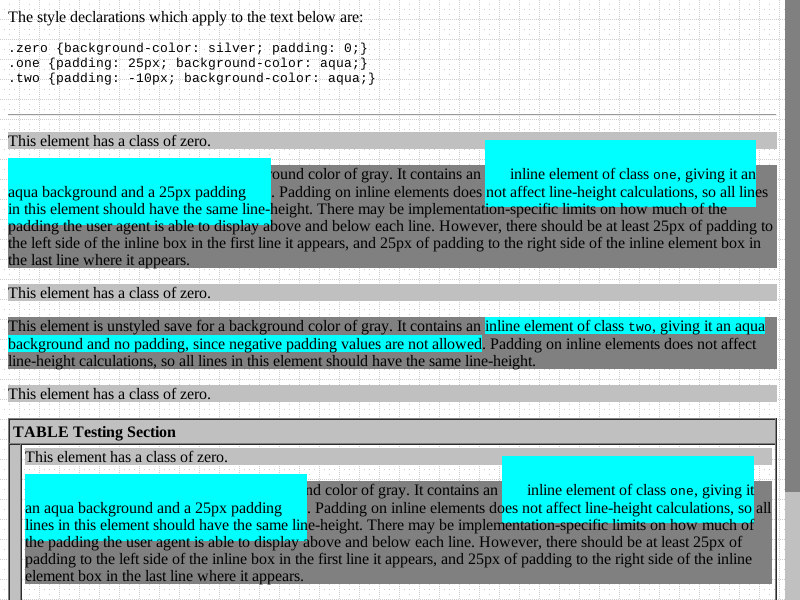 The style declarations which apply to the text below are:
.zero {background-color: silver; padding: 0;}
.one {padding: 25px; background-color: aqua;}
.two {padding: -10px; background-color: aqua;}
This element has a class of zero.
ound color of gray. It contains an inline element of class one, giving it an
aqua background and a 25px padding. Padding on inline elements does not affect line-height calculations, so all lines
in this element should have the same line-height. There may be implementation-specific limits on how much of the
padding the user agent is able to display above and below each line. However, there should be at least 25px of padding to
the left side of the inline box in the first line it appears, and 25px of padding to the right side of the inline element box in
the last line where it appears.
This element has a class of zero.
This element is unstyled save for a background color of gray. It contains an inline element of class two, giving it an aqua
background and no padding, since negative padding values are not allowed. Padding on inline elements does not affect
line-height calculations, so all lines in this element should have the same line-height.
This element has a class of zero.
TABLE Testing Section
This element has a class of zero.
nd color of gray. It contains an inline element of class one, giving it
an aqua background and a 25px padding. Padding on inline elements does not affect line-height calculations, so all
lines in this element should have the same line-height. There may be implementation-specific limits on how much of
the padding the user agent is able to display above and below each line. However, there should be at least 25px of
padding to the left side of the inline box in the first line it appears, and 25px of padding to the right side of the inline
element box in the last line where it appears.